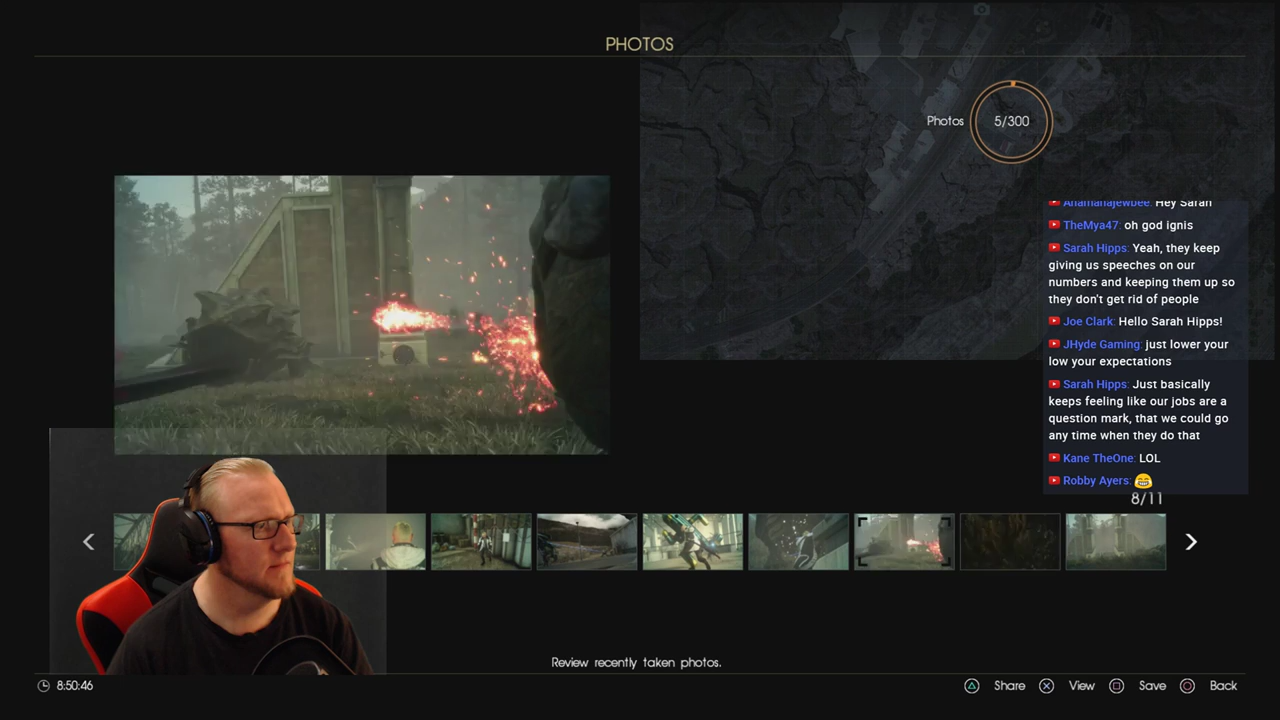 PHOTOS
Photos
5/300
Anamanajewbee: Hey Sarah
TheMya47: oh god ignis
Sarah Hipps: Yeah, they keep
giving us speeches on our
numbers and keeping them up so
they don't get rid of people
Joe Clark: Hello Sarah Hipps!
JHyde Gaming: just lower your
low your expectations
Sarah Hipps: Just basically
keeps feeling like our jobs are a
question mark, that we could go
any time when they do that
Kane TheOne: LOL
Robby Ayers: 😂
8/11
Review recently taken photos.
8:50:46
Share
View
Save
Back